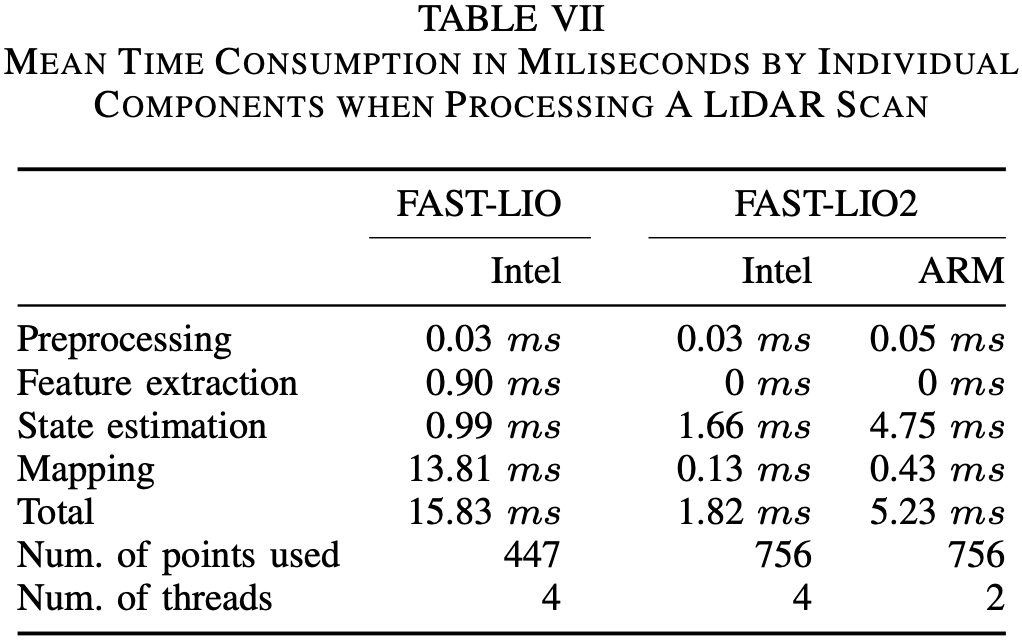 TABLE VII
MEAN TIME CONSUMPTION IN MILISECONDS BY INDIVIDUAL
COMPONENTS WHEN PROCESSING A LIDAR SCAN
FAST-LIO FAST-LIO2
Intel Intel ARM
Preprocessing 0.03 ms 0.03 ms 0.05 ms
Feature extraction 0.90 ms 0 ms 0 ms
State estimation 0.99 ms 1.66 ms 4.75 ms
Mapping 13.81 ms 0.13 ms 0.43 ms
Total 15.83 ms 1.82 ms 5.23 ms
Num. of points used 447 756 756
Num. of threads 4 4 2